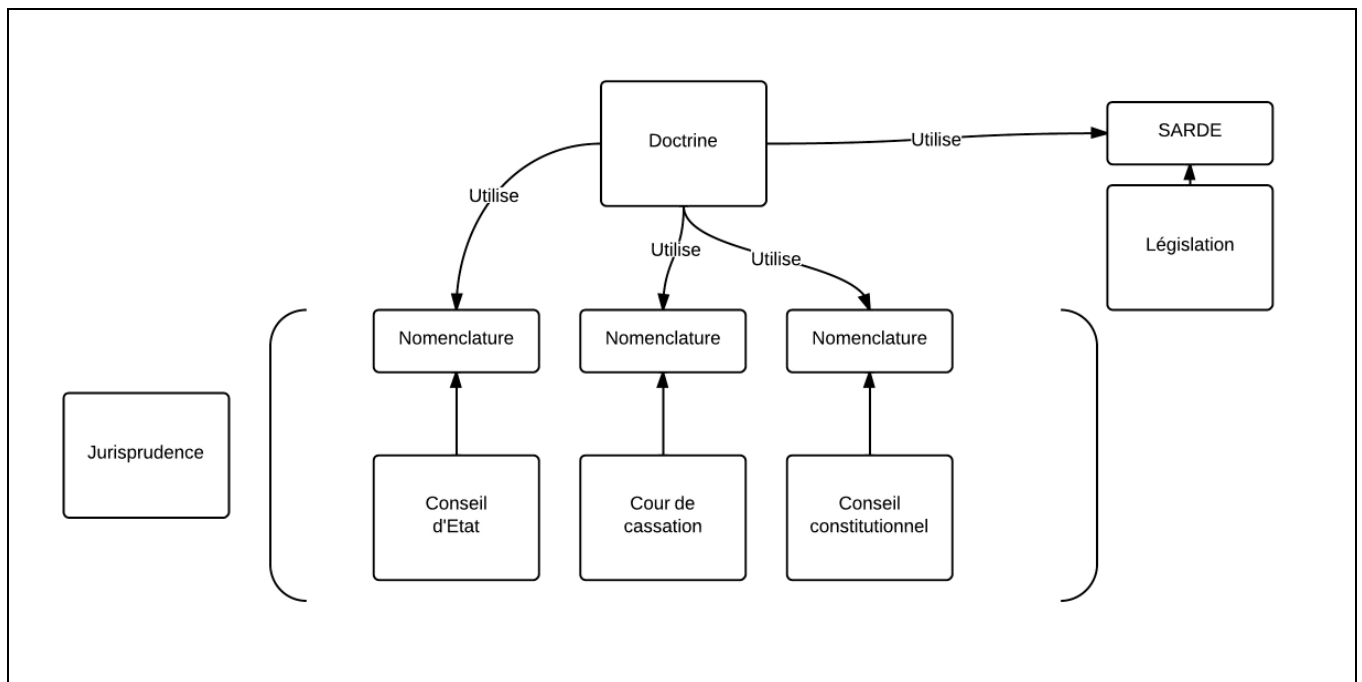 Doctrine
SARDE
Utilise
Utilise
Législation
Utilise
Utilise
Nomenclature
Nomenclature
Nomenclature
Jurisprudence
Conseil
d'Etat
Cour de
cassation
Conseil
constitutionnel